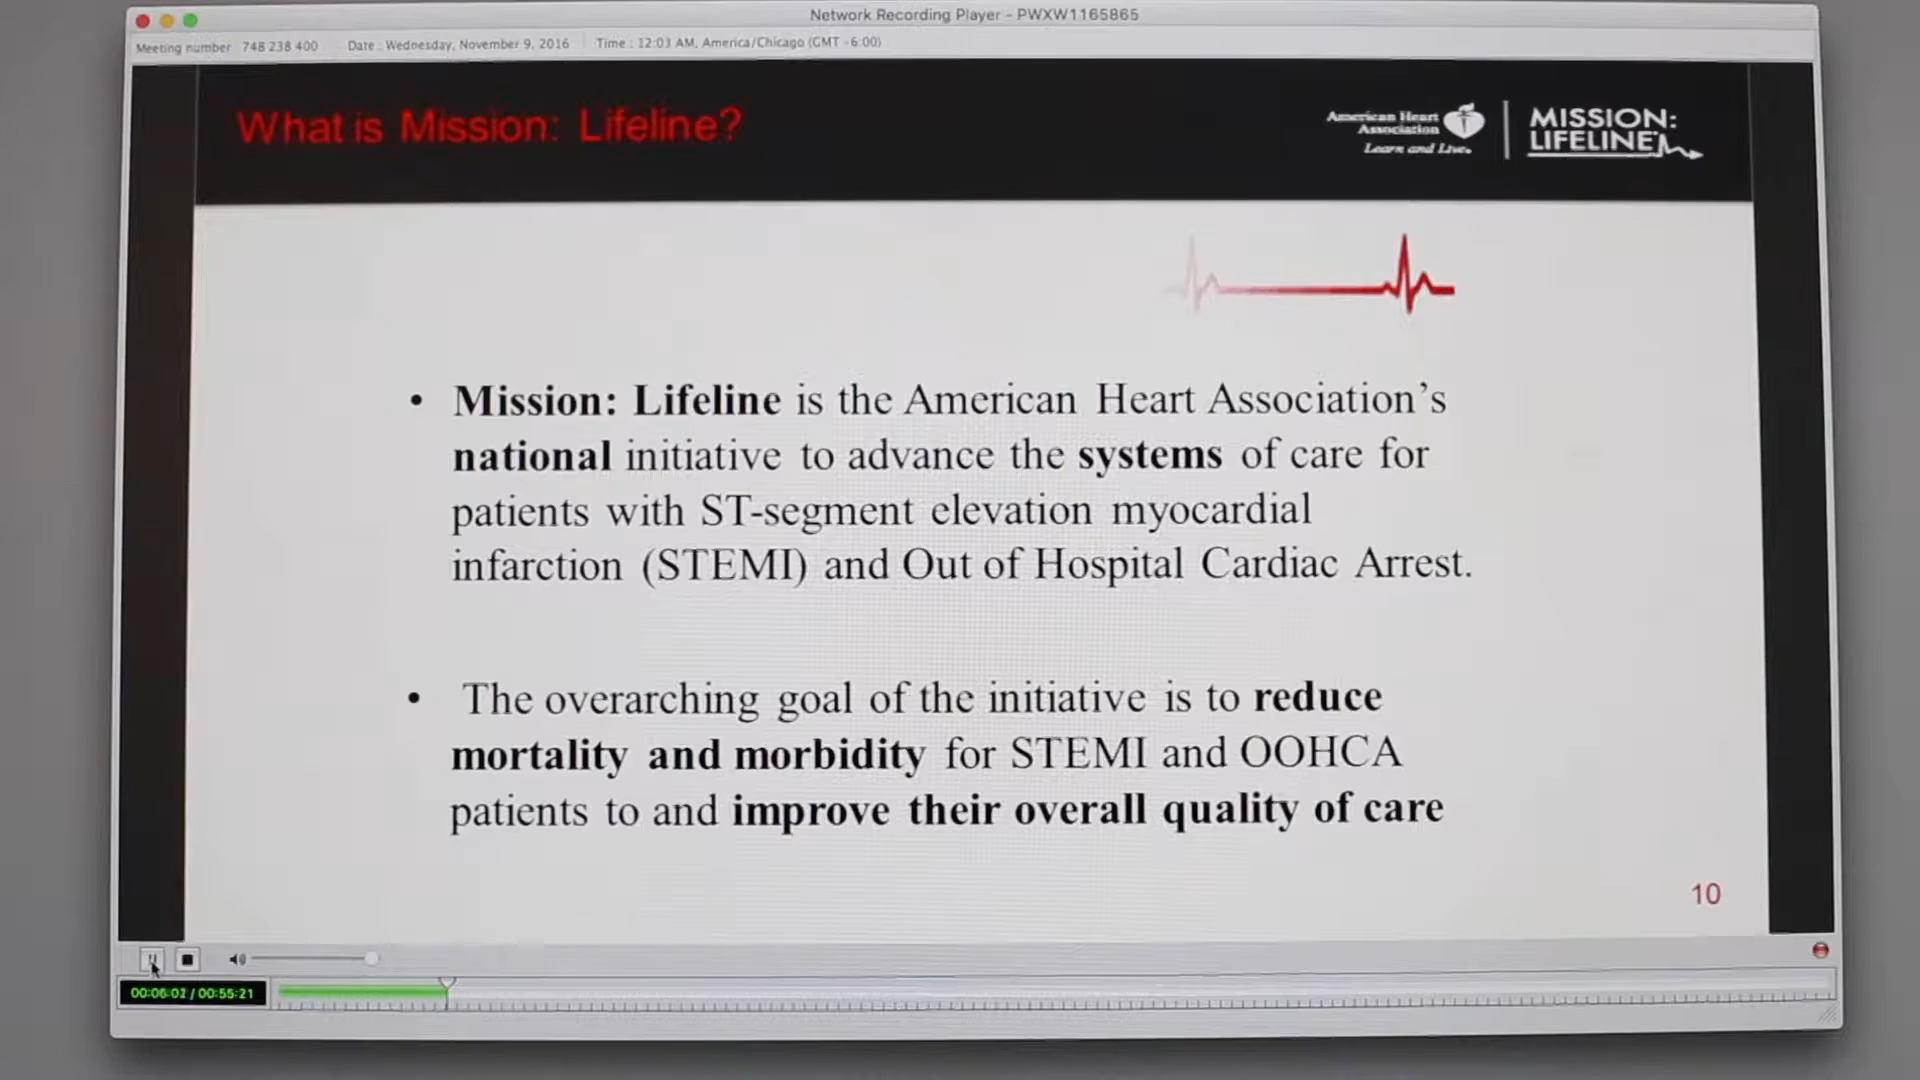 Network Recording Player - PWXW1165865
Meeting number 748 238 400 Date : Wednesday, November 9, 2016 Time : 12:03 AM, America/Chicago (GMT -6:00)
What is Mission: Lifeline?
American Heart
Association
Learn and Live.
MISSION:
LIFELINE
• Mission: Lifeline is the American Heart Association’s
national initiative to advance the systems of care for
patients with ST-segment elevation myocardial
infarction (STEMI) and Out of Hospital Cardiac Arrest.
• The overarching goal of the initiative is to reduce
mortality and morbidity for STEMI and OOHCA
patients to and improve their overall quality of care
10
00:06:02 / 00:55:21